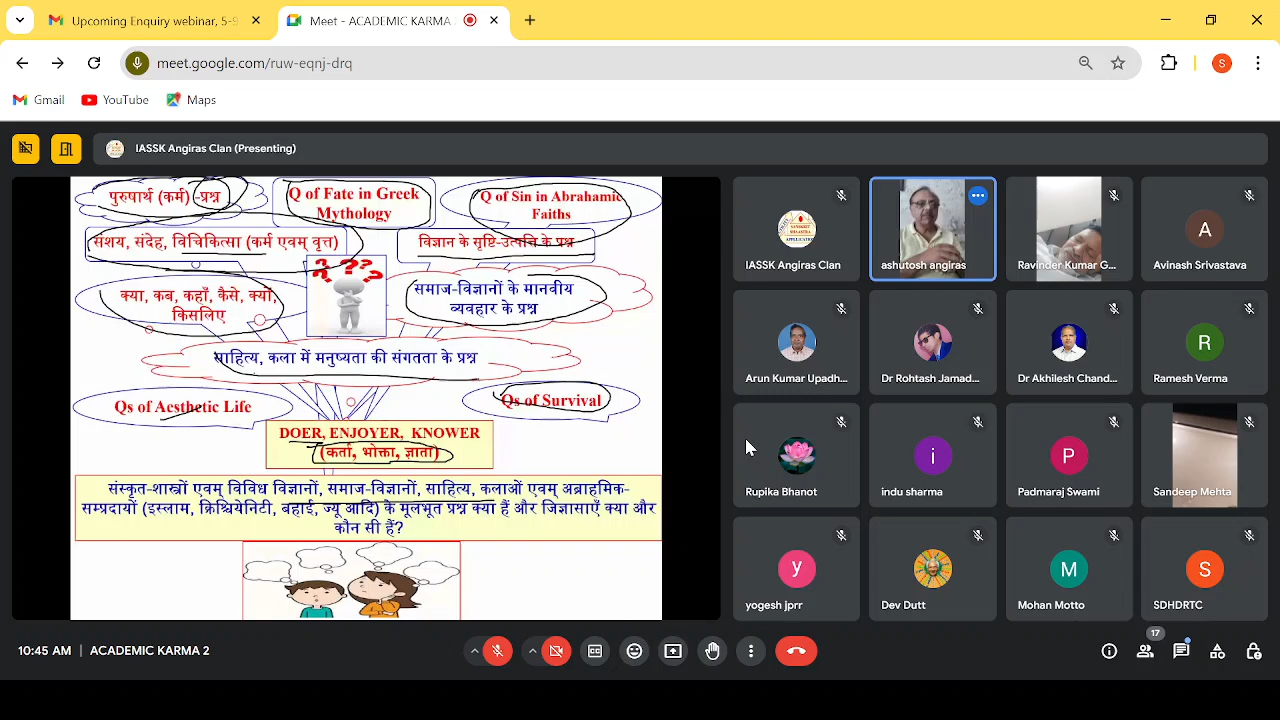 Upcoming Enquiry webinar, 5-9
Meet - ACADEMIC KARMA
meet.google.com/ruw-eqnj-drq
S
Gmail
YouTube
Maps
IASSK Angiras Clan (Presenting)
पुरुषार्थ (कर्म) -प्रश्न
Q of Fate in Greek
Mythology
Q of Sin in Abrahamic
Faiths
संशय, संदेह, विचिकित्सा (कर्म एवम् वृत्त)
विज्ञान के सृष्टि-उत्पत्ति के प्रश्न
क्या, कब, कहाँ, कैसे, क्यों,
किसलिए
समाज-विज्ञानों के मानवीय
व्यवहार के प्रश्न
साहित्य, कला में मनुष्यता की संगतता के प्रश्न
Qs of Aesthetic Life
Qs of Survival
DOER, ENJOYER, KNOWER
(कर्ता, भोक्ता, ज्ञाता)
संस्कृत-शास्त्रों एवम् विविध विज्ञानों, समाज-विज्ञानों, साहित्य, कलाओं एवम् अब्राहमिक-
सम्प्रदायों (इस्लाम, क्रिश्चियेनिटी, बहाई, ज्यू आदि) के मूलभूत प्रश्न क्या हैं और जिज्ञासाएँ क्या और
कौन सी हैं?
IASSK Angiras Clan
ashutosh angiras
Ravinder Kumar G...
A
Avinash Srivastava
Arun Kumar Upadh...
Dr Rohtash Jamad...
Dr Akhilesh Chand...
R
Ramesh Verma
Rupika Bhanot
i
indu sharma
P
Padmaraj Swami
Sandeep Mehta
y
yogesh jprr
Dev Dutt
M
Mohan Motto
S
SDHDRTC
10:45 AM
ACADEMIC KARMA 2
17